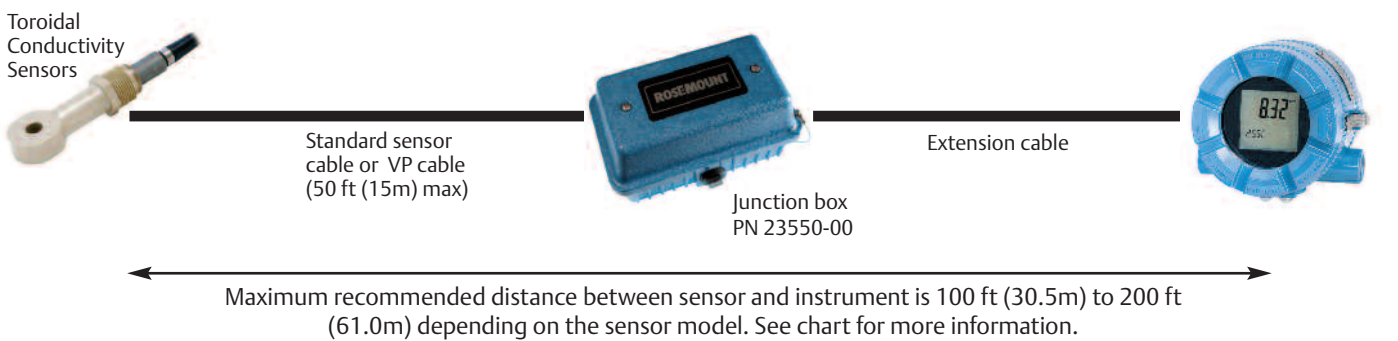 Toroidal
Conductivity
Sensors
ROSEMOUNT
8.32
Standard sensor
cable or VP cable
(50 ft (15m) max)
Extension cable
Junction box
PN 23550-00
Maximum recommended distance between sensor and instrument is 100 ft (30.5m) to 200 ft
(61.0m) depending on the sensor model. See chart for more information.